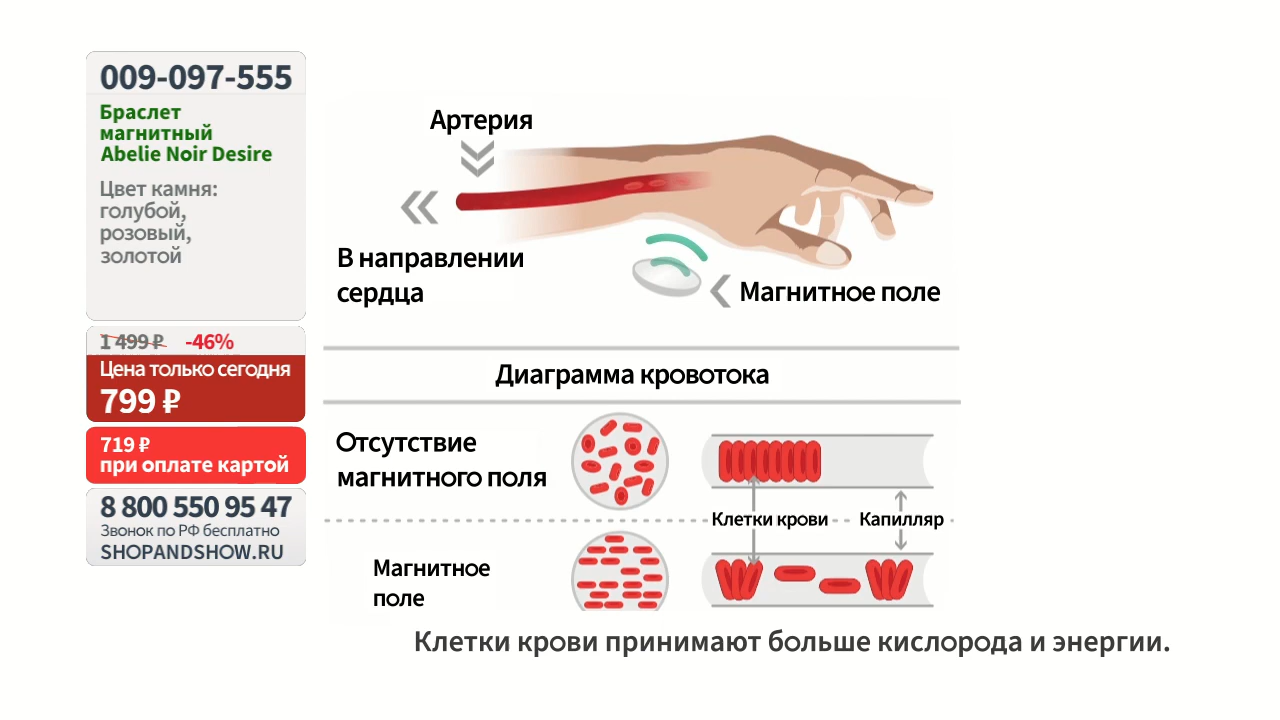 009-097-555
Браслет
магнитный
Abelie Noir Desire
Цвет камня:
голубой,
розовый,
золотой
1 499 ₽ -46%
Цена только сегодня
799 ₽
719 ₽
при оплате картой
8 800 550 95 47
Звонок по РФ бесплатно
SHOPANDSHOW.RU
Артерия
В направлении
сердца
Магнитное поле
Диаграмма кровотока
Отсутствие
магнитного поля
Клетки крови
Капилляр
Магнитное
поле
Клетки крови принимают больше кислорода и энергии.